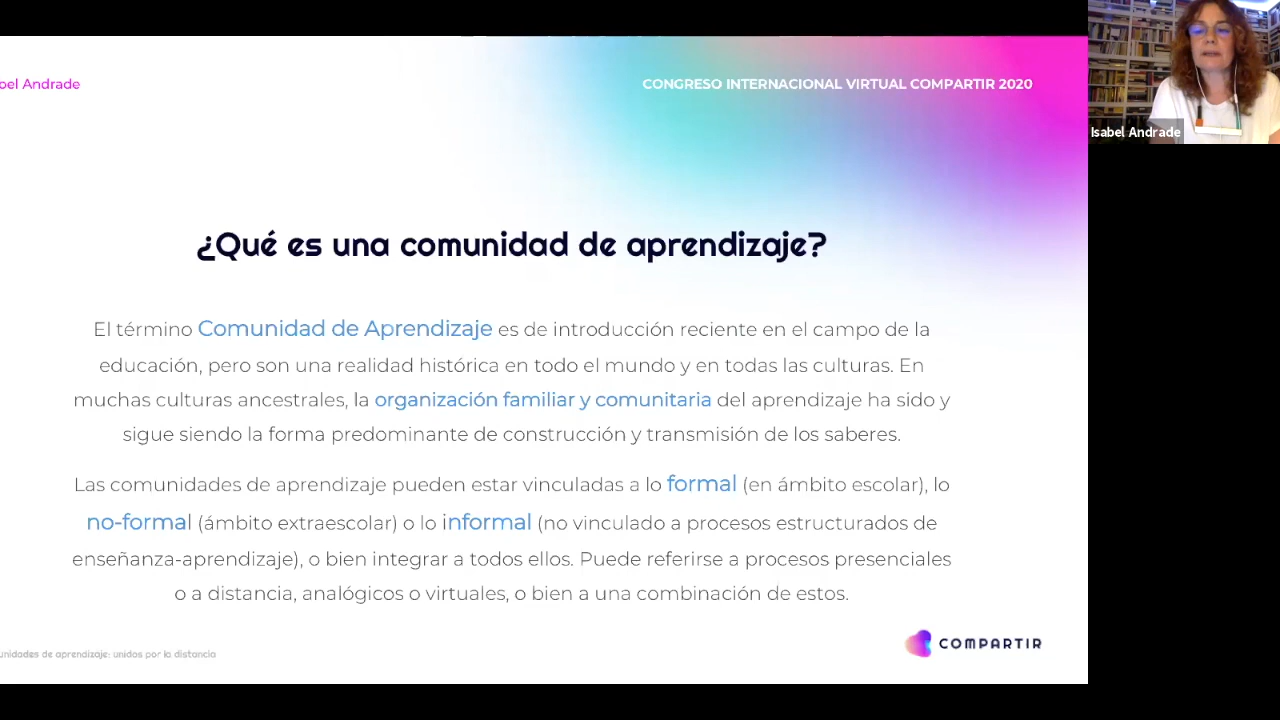 bel Andrade
CONGRESO INTERNACIONAL VIRTUAL COMPARTIR 2020
Isabel Andrade
¿Qué es una comunidad de aprendizaje?
El término Comunidad de Aprendizaje es de introducción reciente en el campo de la
educación, pero son una realidad histórica en todo el mundo y en todas las culturas. En
muchas culturas ancestrales, la organización familiar y comunitaria del aprendizaje ha sido y
sigue siendo la forma predominante de construcción y transmisión de los saberes.
Las comunidades de aprendizaje pueden estar vinculadas a lo formal (en ámbito escolar), lo
no-formal (ámbito extraescolar) o lo informal (no vinculado a procesos estructurados de
enseñanza-aprendizaje), o bien integrar a todos ellos. Puede referirse a procesos presenciales
o a distancia, analógicos o virtuales, o bien a una combinación de estos.
COMPARTIR
unidades de aprendizaje: unidos por la distancia